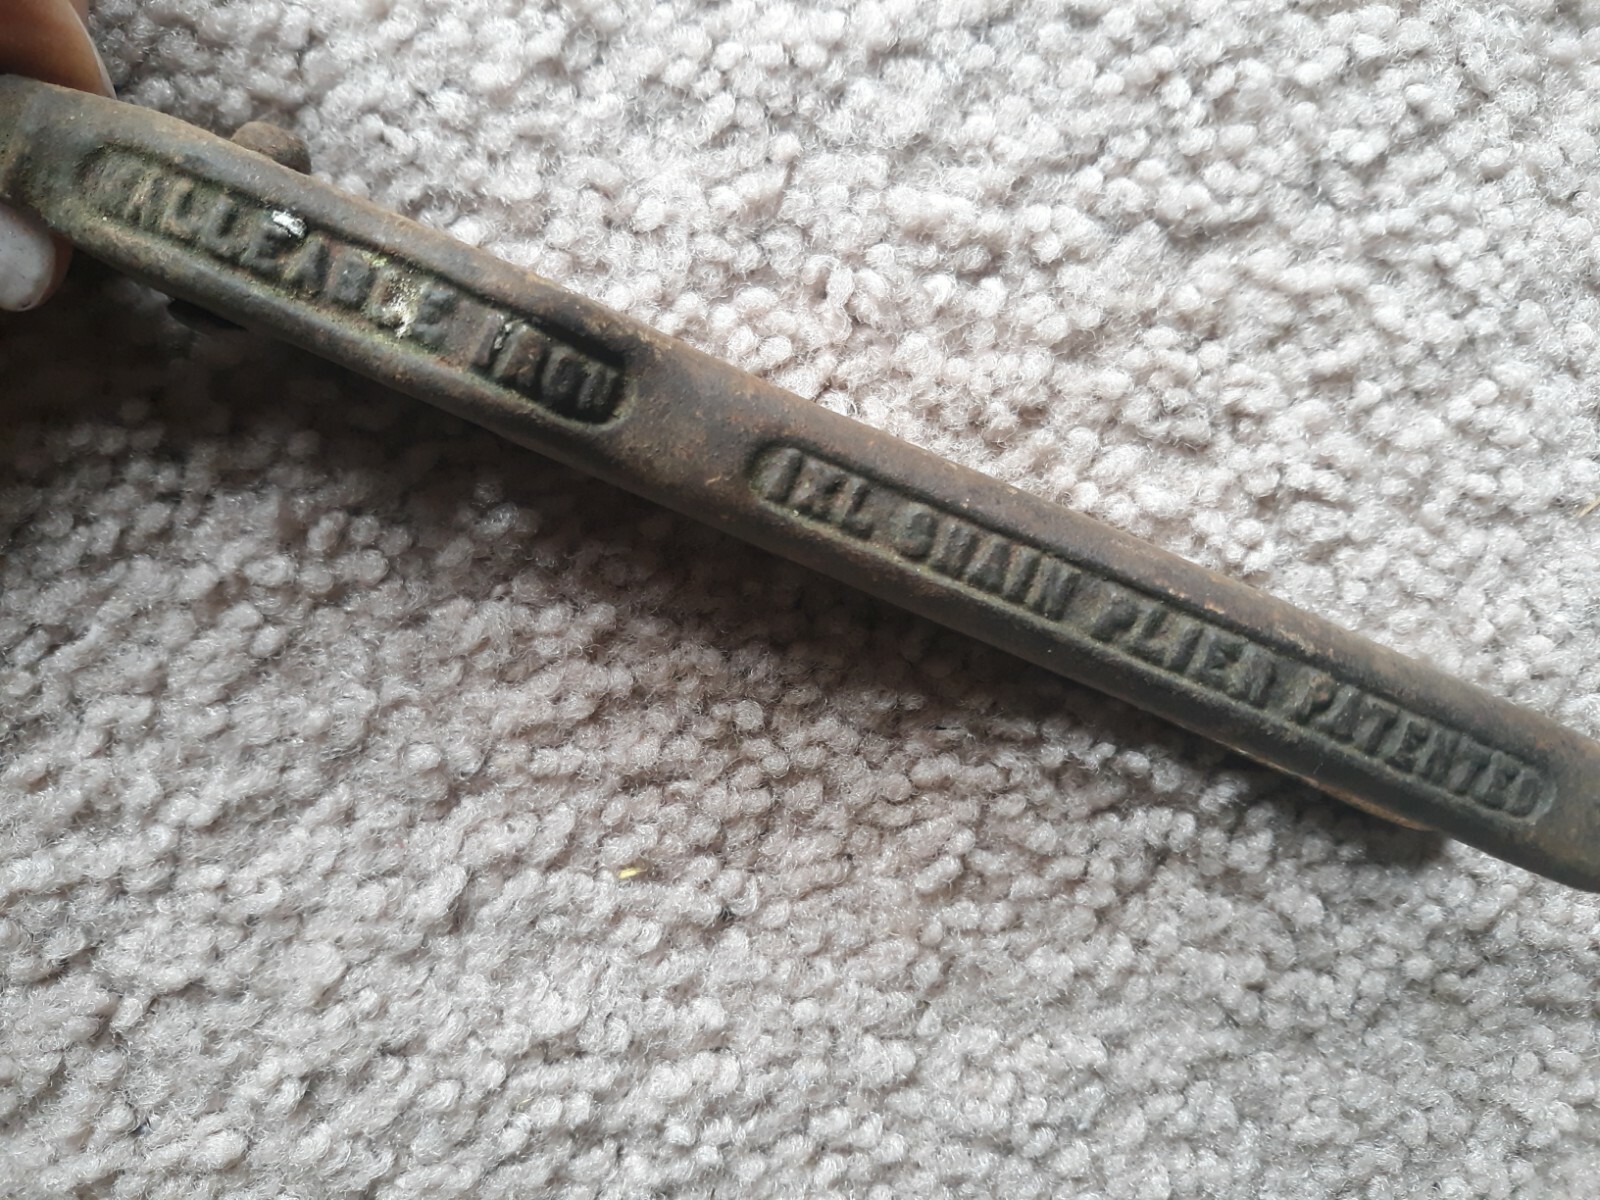 MALLEABLE IRON
IXL CHAIN PLIER PATENTED